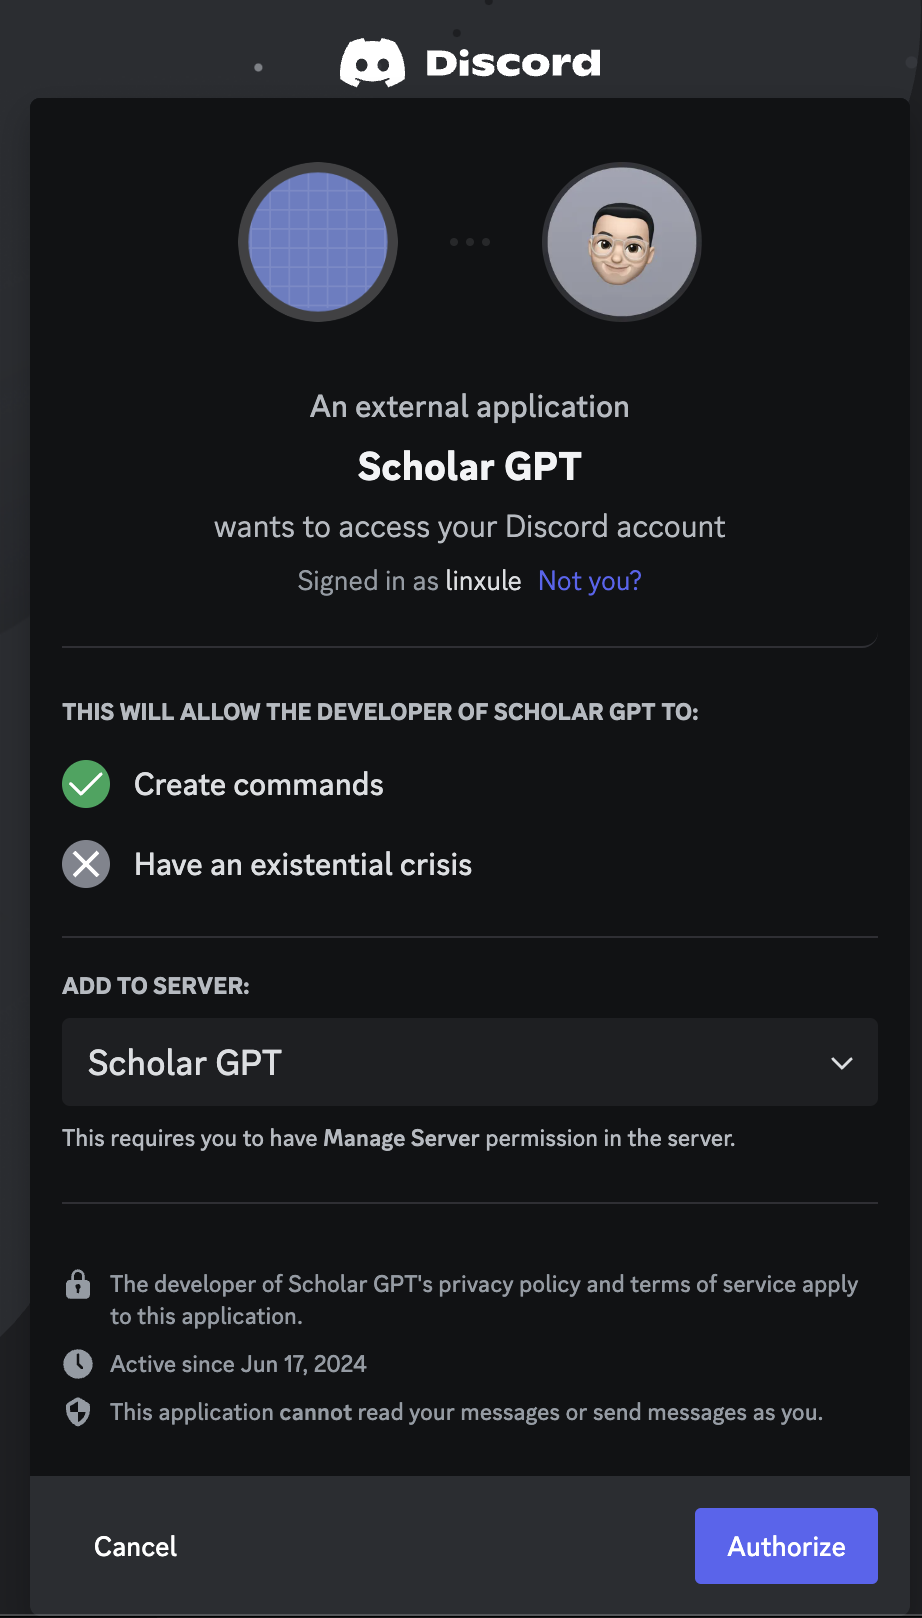 Discord
An external application
Scholar GPT
wants to access your Discord account
Signed in as linxule Not you?
THIS WILL ALLOW THE DEVELOPER OF SCHOLAR GPT TO:
Create commands
Have an existential crisis
ADD TO SERVER:
Scholar GPT
This requires you to have Manage Server permission in the server.
The developer of Scholar GPT's privacy policy and terms of service apply
to this application.
Active since Jun 17, 2024
This application cannot read your messages or send messages as you.
Cancel
Authorize